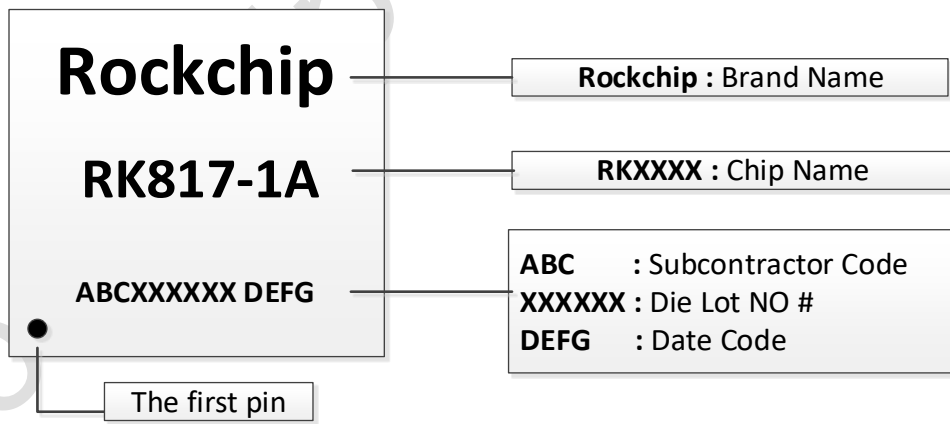 Rockchip
Rockchip : Brand Name
RK817-1A
RKXXXX : Chip Name
ABCXXXXXX DEFG
ABC : Subcontractor Code
XXXXXX : Die Lot NO #
DEFG : Date Code
The first pin